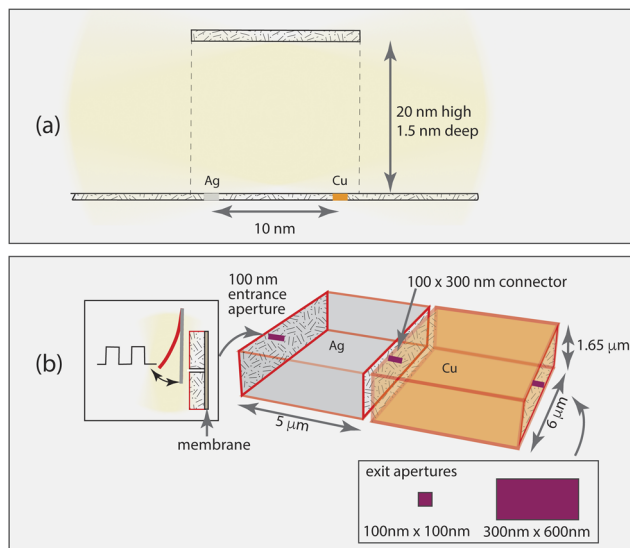 (a)
20 nm high
1.5 nm deep
Ag
Cu
10 nm
(b)
100 nm
entrance
aperture
100 x 300 nm connector
Ag
Cu
1.65 μm
5 μm
9 μm
membrane
exit apertures
100nm x 100nm
300nm x 600nm